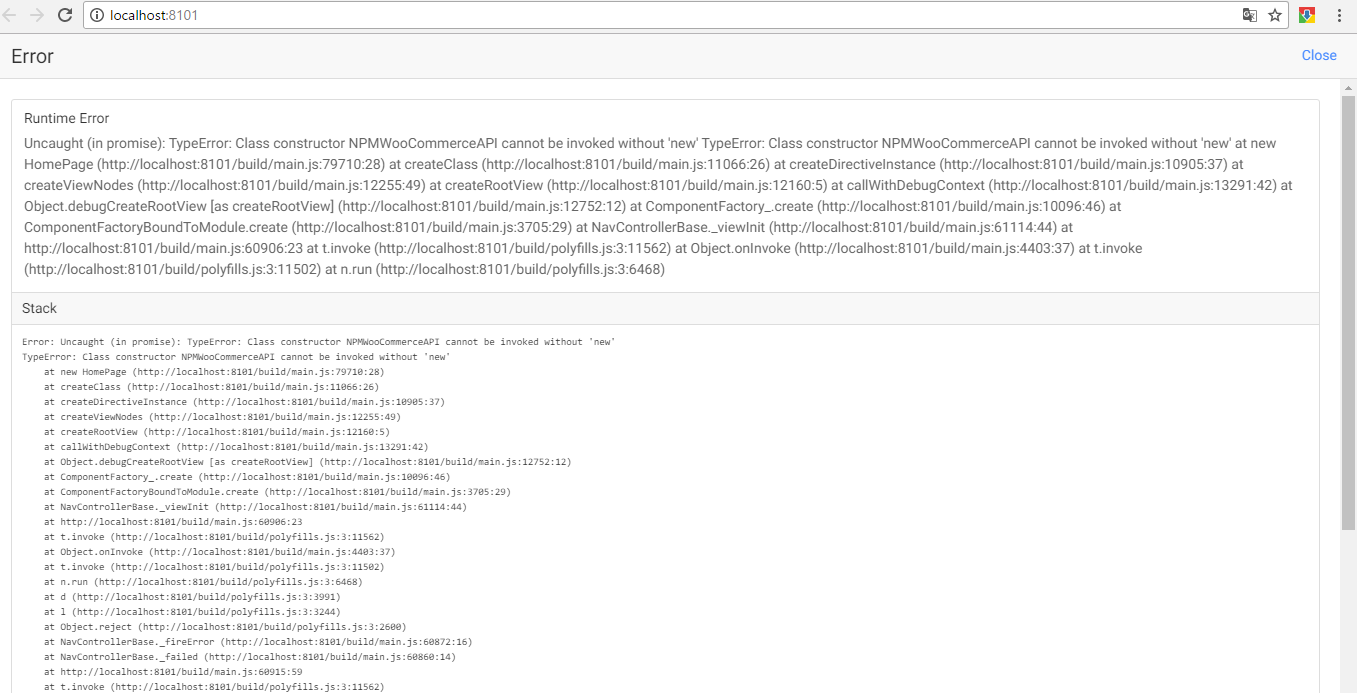 localhost:8101
Error
Close
Runtime Error
Uncaught (in promise): TypeError: Class constructor NPMWooCommerceAPI cannot be invoked without 'new' TypeError: Class constructor NPMWooCommerceAPI cannot be invoked without 'new' at new
HomePage (http://localhost:8101/build/main.js:79710:28) at createClass (http://localhost:8101/build/main.js:11066:26) at createDirectiveInstance (http://localhost:8101/build/main.js:10905:37) at
createViewNodes (http://localhost:8101/build/main.js:12255:49) at createRootView (http://localhost:8101/build/main.js:12160:5) at callWithDebugContext (http://localhost:8101/build/main.js:13291:42) at
Object.debugCreateRootView [as createRootView] (http://localhost:8101/build/main.js:12752:12) at ComponentFactory_.create (http://localhost:8101/build/main.js:10096:46) at
ComponentFactoryBoundToModule.create (http://localhost:8101/build/main.js:3705:29) at NavControllerBase._viewInit (http://localhost:8101/build/main.js:61114:44) at
http://localhost:8101/build/main.js:60906:23 at t.invoke (http://localhost:8101/build/polyfills.js:3:11562) at Object.onInvoke (http://localhost:8101/build/main.js:4403:37) at t.invoke
(http://localhost:8101/build/polyfills.js:3:11502) at n.run (http://localhost:8101/build/polyfills.js:3:6468)
Stack
Error: Uncaught (in promise): TypeError: Class constructor NPMWooCommerceAPI cannot be invoked without 'new'
TypeError: Class constructor NPMWooCommerceAPI cannot be invoked without 'new'
at new HomePage (http://localhost:8101/build/main.js:79710:28)
at createClass (http://localhost:8101/build/main.js:11066:26)
at createDirectiveInstance (http://localhost:8101/build/main.js:10905:37)
at createViewNodes (http://localhost:8101/build/main.js:12255:49)
at createRootView (http://localhost:8101/build/main.js:12160:5)
at callWithDebugContext (http://localhost:8101/build/main.js:13291:42)
at Object.debugCreateRootView [as createRootView] (http://localhost:8101/build/main.js:12752:12)
at ComponentFactory_.create (http://localhost:8101/build/main.js:10096:46)
at ComponentFactoryBoundToModule.create (http://localhost:8101/build/main.js:3705:29)
at NavControllerBase._viewInit (http://localhost:8101/build/main.js:61114:44)
at http://localhost:8101/build/main.js:60906:23
at t.invoke (http://localhost:8101/build/polyfills.js:3:11562)
at Object.onInvoke (http://localhost:8101/build/main.js:4403:37)
at t.invoke (http://localhost:8101/build/polyfills.js:3:11502)
at n.run (http://localhost:8101/build/polyfills.js:3:6468)
at d (http://localhost:8101/build/polyfills.js:3:3991)
at l (http://localhost:8101/build/polyfills.js:3:3244)
at Object.reject (http://localhost:8101/build/polyfills.js:3:2600)
at NavControllerBase._fireError (http://localhost:8101/build/main.js:60872:16)
at NavControllerBase._failed (http://localhost:8101/build/main.js:60860:14)
at http://localhost:8101/build/main.js:60915:59
at t.invoke (http://localhost:8101/build/polyfills.js:3:11562)